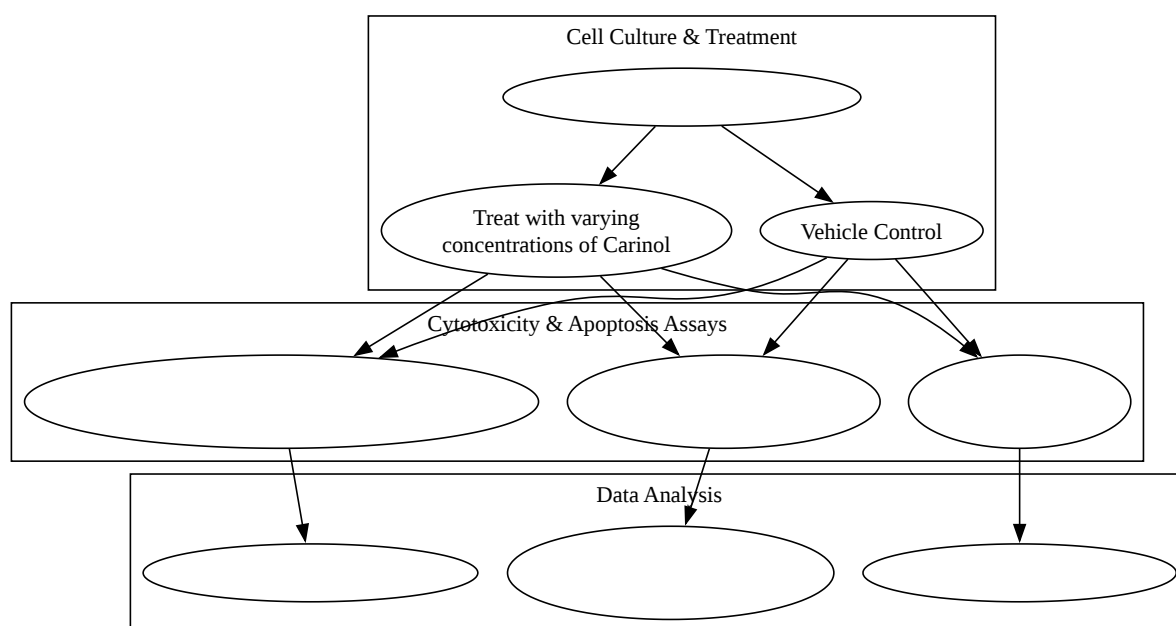 Cell Culture & Treatment
Treat with varying
concentrations of Carinol
Vehicle Control
Cytotoxicity & Apoptosis Assays
Data Analysis